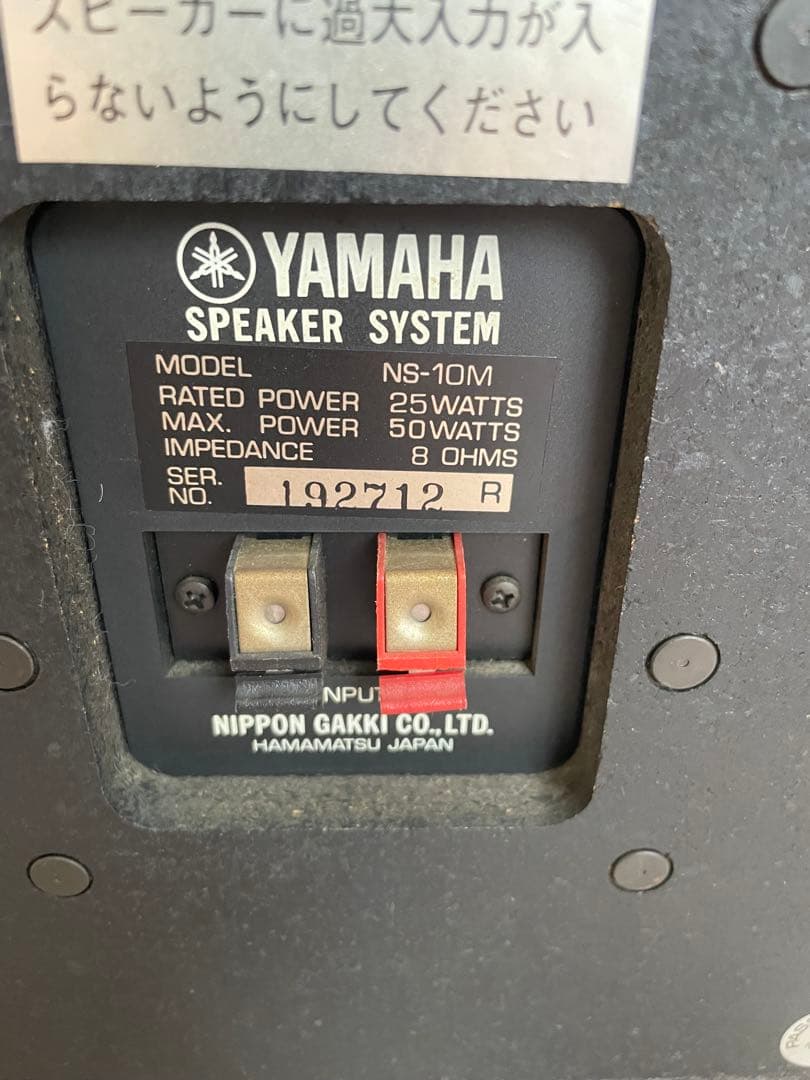 スピーカーに過大入力が入
らないようにしてください
YAMAHA
SPEAKER SYSTEM
MODEL NS-10M
RATED POWER 25WATTS
MAX. POWER 50WATTS
IMPEDANCE 8 OHMS
SER. NO. 192712 R
NPU
NIPPON GAKKI CO., LTD.
HAMAMATSU JAPAN
PAS